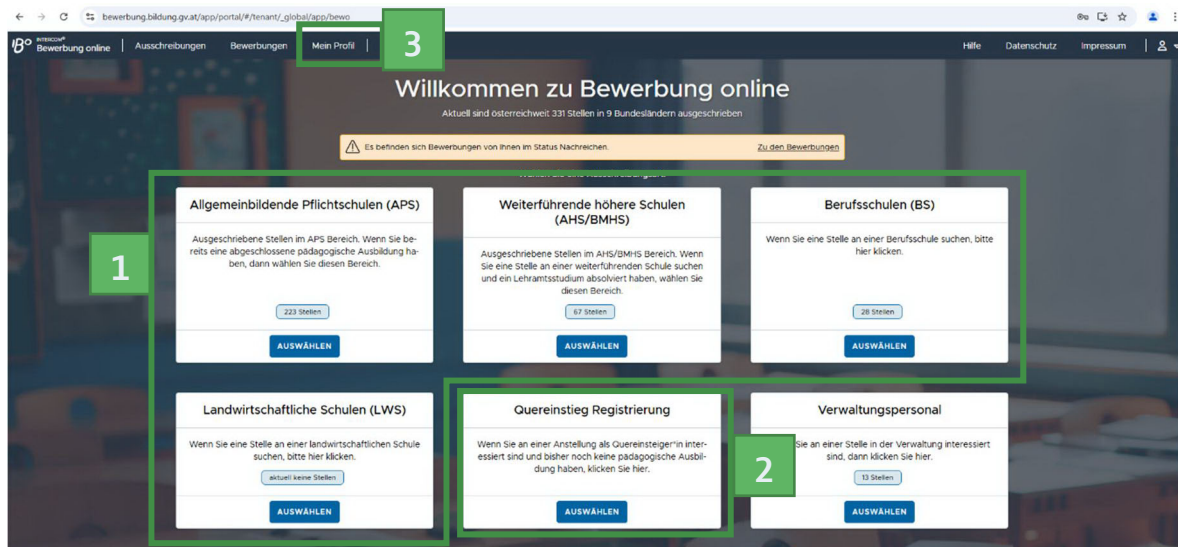 bewerbung.bildung.gv.at/app/portal/#/tenant/_global/app/bewo
INTERCOM®
Bewerbung online
Ausschreibungen
Bewerbungen
Mein Profil
3
Hilfe
Datenschutz
Impressum
Willkommen zu Bewerbung online
Aktuell sind österreichweit 331 Stellen in 9 Bundesländern ausgeschrieben
Es befinden sich Bewerbungen von Ihnen im Status Nachreichen.
Zu den Bewerbungen
1
Allgemeinbildende Pflichtschulen (APS)
Ausgeschriebene Stellen im APS Bereich. Wenn Sie be-
reits eine abgeschlossene pädagogische Ausbildung ha-
ben, dann wählen Sie diesen Bereich.
223 Stellen
AUSWÄHLEN
Weiterführende höhere Schulen
(AHS/BMHS)
Ausgeschriebene Stellen im AHS/BMHS Bereich. Wenn
Sie eine Stelle an einer weiterführenden Schule suchen
und ein Lehramtsstudium absolviert haben, wählen Sie
diesen Bereich.
67 Stellen
AUSWÄHLEN
Berufsschulen (BS)
Wenn Sie eine Stelle an einer Berufsschule suchen, bitte
hier klicken.
28 Stellen
AUSWÄHLEN
Landwirtschaftliche Schulen (LWS)
Wenn Sie eine Stelle an einer landwirtschaftlichen Schule
suchen, bitte hier klicken.
aktuell keine Stellen
AUSWÄHLEN
Quereinstieg Registrierung
Wenn Sie an einer Anstellung als Quereinsteiger*in inter-
essiert sind und bisher noch keine pädagogische Ausbil-
dung haben, klicken Sie hier.
AUSWÄHLEN
2
Verwaltungspersonal
Sie an einer Stelle in der Verwaltung interessiert
sind, dann klicken Sie hier.
13 Stellen
AUSWÄHLEN